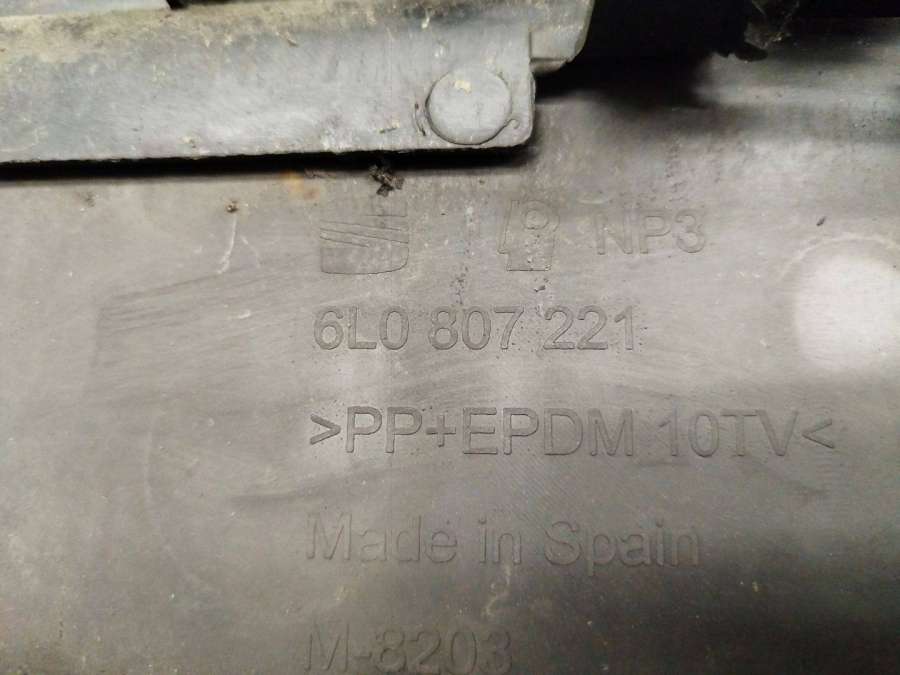 NP3
6L0 807 221
>PP+EPDM 10TV<
Made in Spain
M-8203